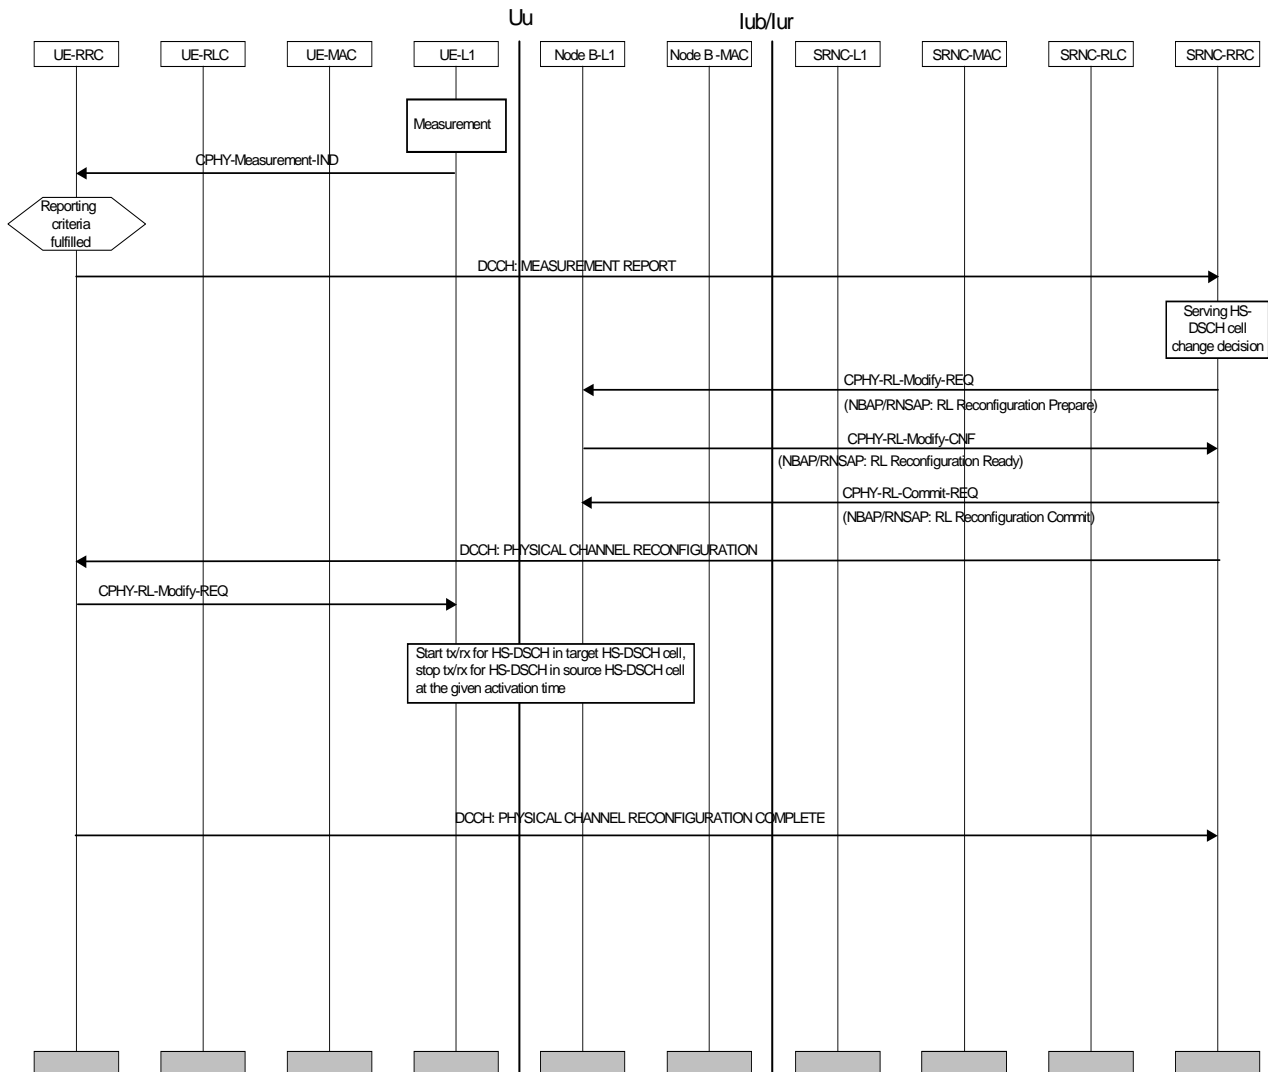 Uu
Iub/Iur
UE-RRC
UE-RLC
UE-MAC
UE-L1
Node B-L1
Node B -MAC
SRNC-L1
SRNC-MAC
SRNC-RLC
SRNC-RRC
Measurement
CPHY-Measurement-IND
Reporting
criteria
fulfilled
DCCH: MEASUREMENT REPORT
Serving HS-
DSCH cell
change decision
CPHY-RL-Modify-REQ
(NBAP/RNSAP: RL Reconfiguration Prepare)
CPHY-RL-Modify-CNF
(NBAP/RNSAP: RL Reconfiguration Ready)
CPHY-RL-Commit-REQ
(NBAP/RNSAP: RL Reconfiguration Commit)
DCCH: PHYSICAL CHANNEL RECONFIGURATION
CPHY-RL-Modify-REQ
Start tx/rx for HS-DSCH in target HS-DSCH cell,
stop tx/rx for HS-DSCH in source HS-DSCH cell
at the given activation time
DCCH: PHYSICAL CHANNEL RECONFIGURATION COMPLETE